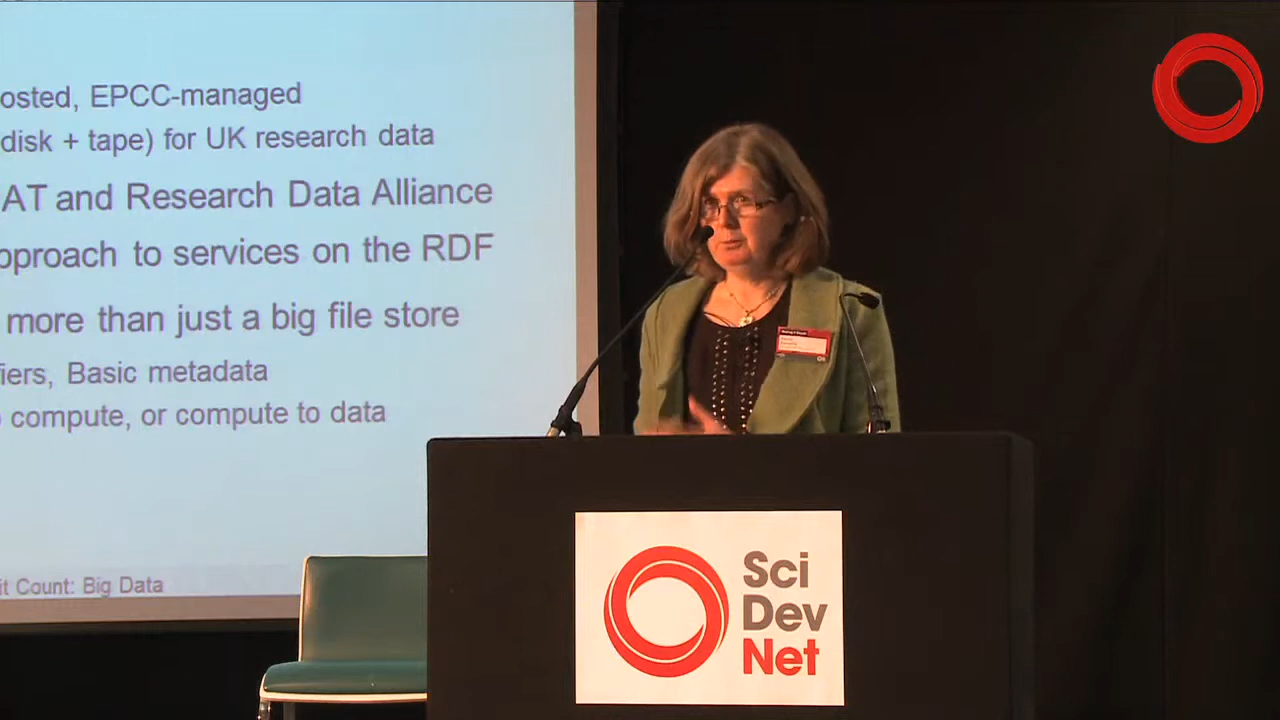 osted, EPCC-managed
disk + tape) for UK research data
AT and Research Data Alliance
pproach to services on the RDF
more than just a big file store
fiers, Basic metadata
compute, or compute to data
it Count: Big Data
Sci
Dev
Net